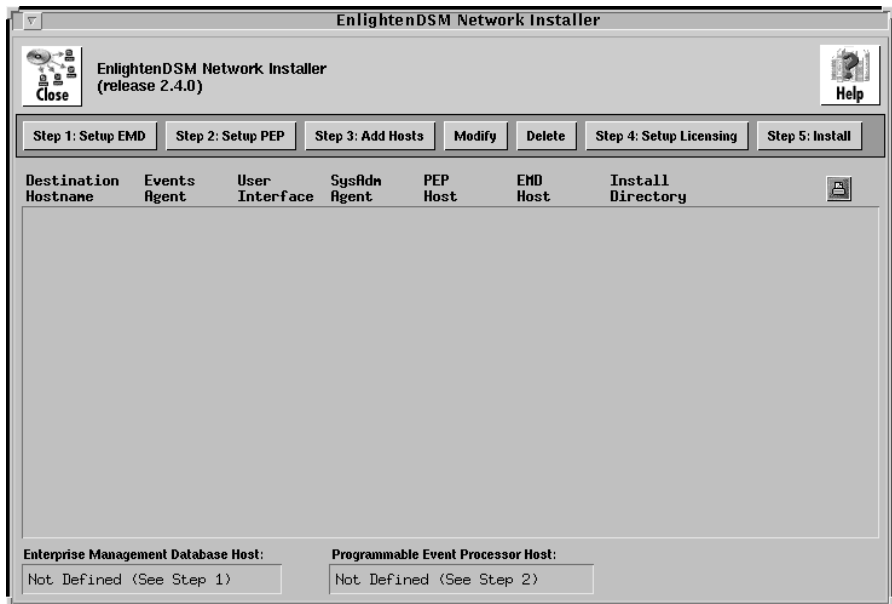 EnlightenDSM Network Installer
EnlightenDSM Network Installer
(release 2.4.0)
Close
Help
Step 1: Setup EMD Step 2: Setup PEP Step 3: Add Hosts Modify Delete Step 4: Setup Licensing Step 5: Install
Destination Events User SysAdm PEP EMD Install
Hostname Agent Interface Agent Host Host Directory
Enterprise Management Database Host: Programmable Event Processor Host:
Not Defined (See Step 1) Not Defined (See Step 2)